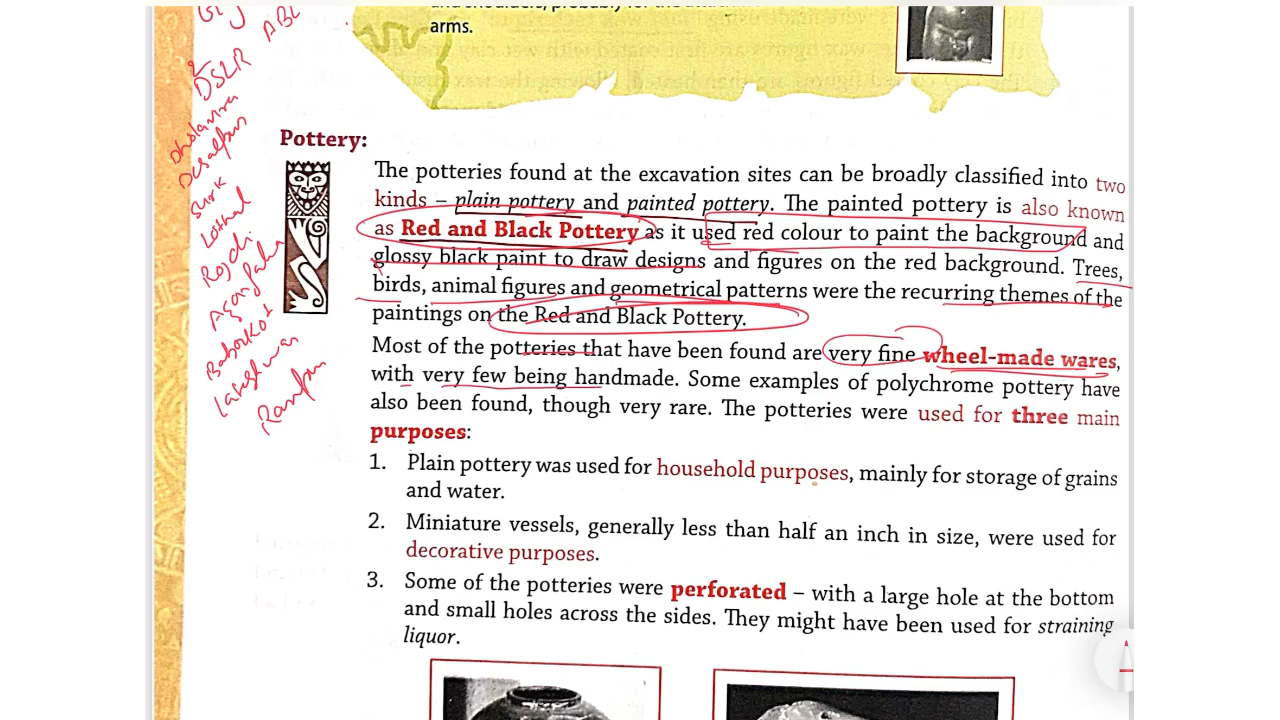 arms.
Pottery:
The potteries found at the excavation sites can be broadly classified into two
kinds – plain pottery and painted pottery. The painted pottery is also known
as Red and Black Pottery as it used red colour to paint the background and
glossy black paint to draw designs and figures on the red background. Trees,
birds, animal figures and geometrical patterns were the recurring themes of the
paintings on the Red and Black Pottery.
Most of the potteries that have been found are very fine wheel-made wares,
with very few being handmade. Some examples of polychrome pottery have
also been found, though very rare. The potteries were used for three main
purposes:
1. Plain pottery was used for household purposes, mainly for storage of grains
and water.
2. Miniature vessels, generally less than half an inch in size, were used for
decorative purposes.
3. Some of the potteries were perforated – with a large hole at the bottom
and small holes across the sides. They might have been used for straining
liquor.
DSLR
Dholavira
Desalpur
Lothal
Rojdi